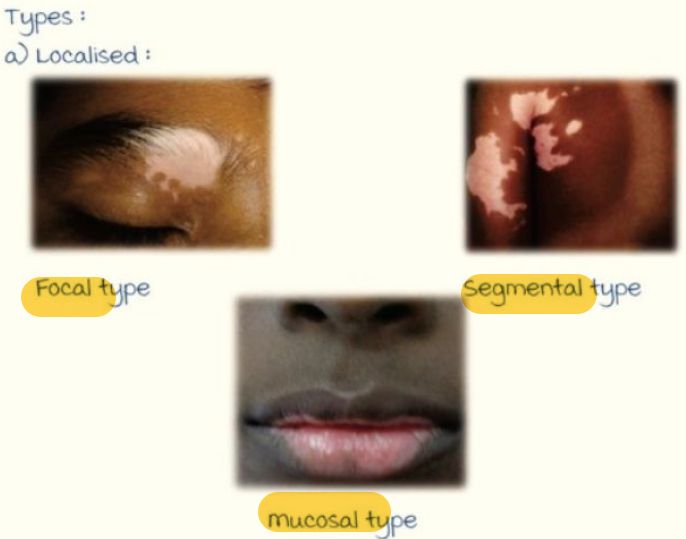 Types :
a) Localised :
Focal type
Segmental type
mucosal type